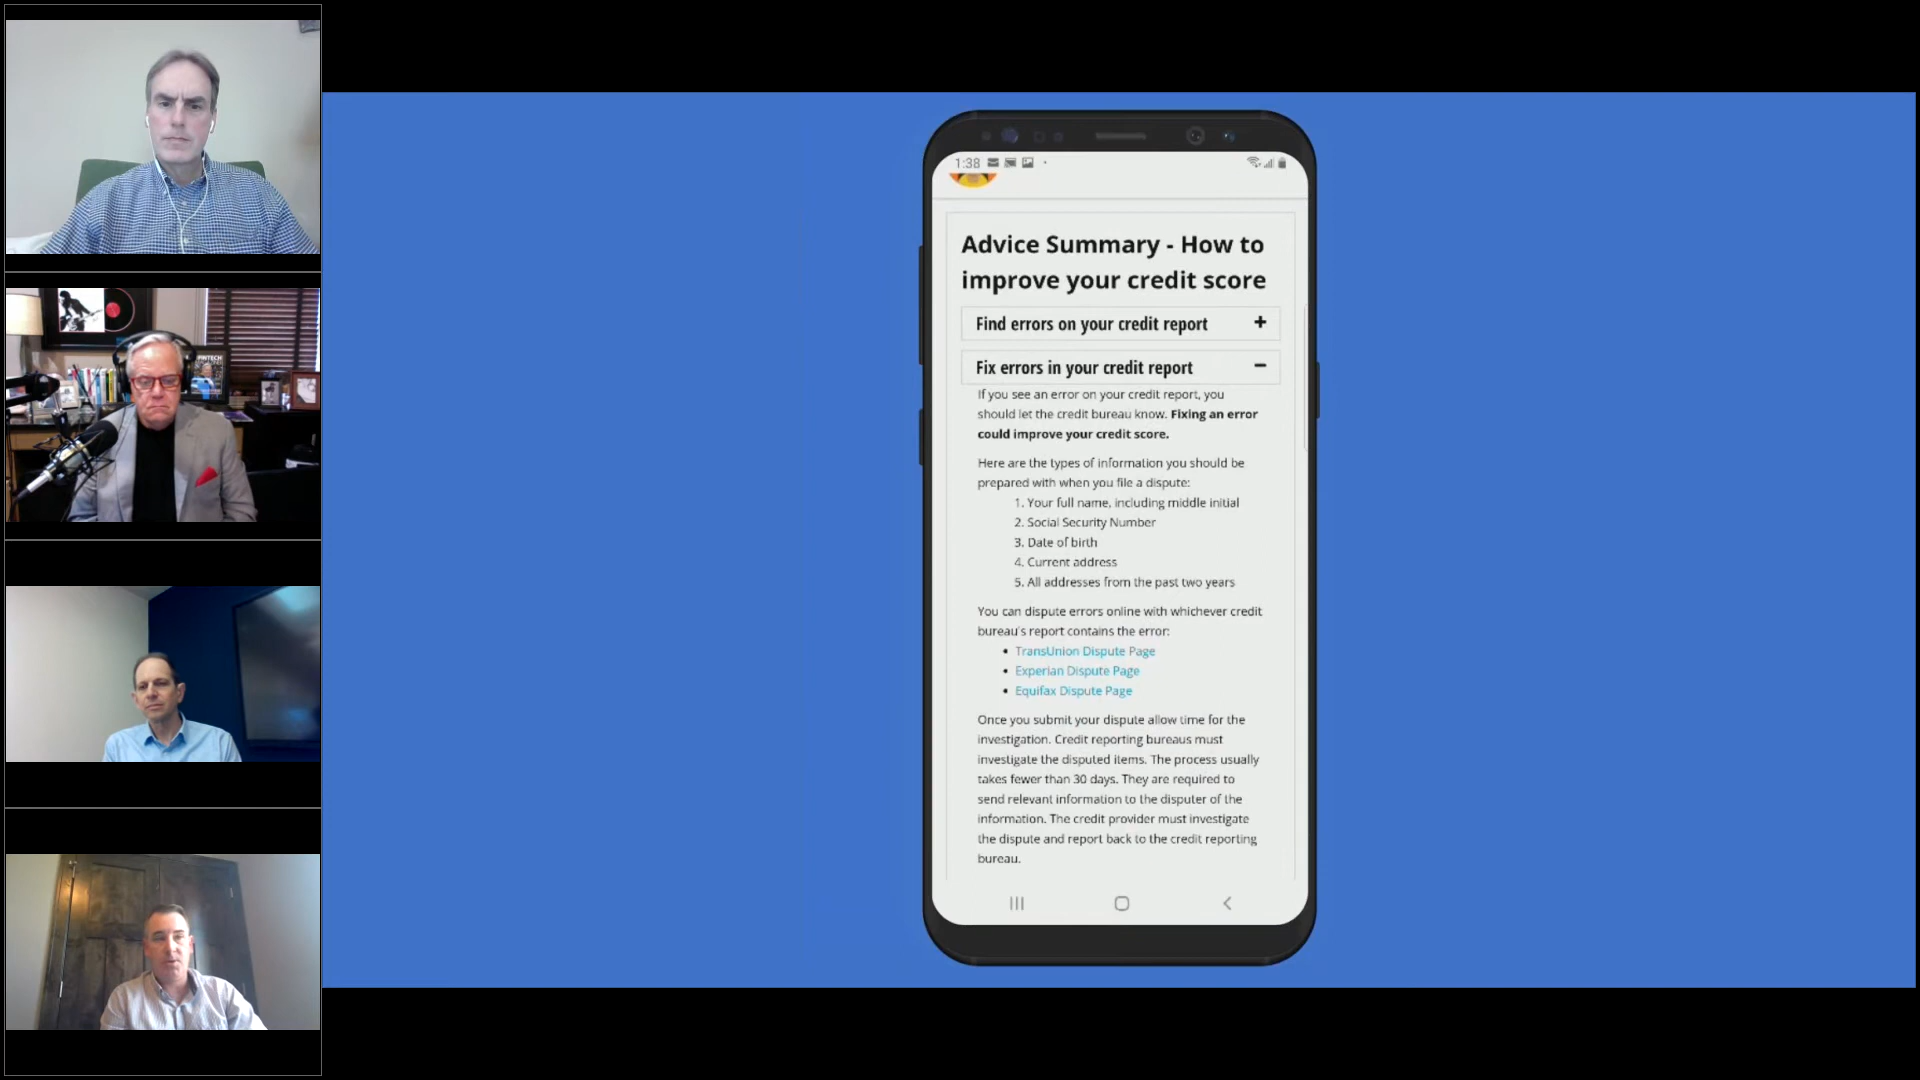 FINTECH
1:38
Advice Summary - How to
improve your credit score
Find errors on your credit report +
Fix errors in your credit report −
If you see an error on your credit report, you
should let the credit bureau know. Fixing an error
could improve your credit score.
Here are the types of information you should be
prepared with when you file a dispute:
1. Your full name, including middle initial
2. Social Security Number
3. Date of birth
4. Current address
5. All addresses from the past two years
You can dispute errors online with whichever credit
bureau's report contains the error:
• TransUnion Dispute Page
• Experian Dispute Page
• Equifax Dispute Page
Once you submit your dispute allow time for the
investigation. Credit reporting bureaus must
investigate the disputed items. The process usually
takes fewer than 30 days. They are required to
send relevant information to the disputer of the
information. The credit provider must investigate
the dispute and report back to the credit reporting
bureau.